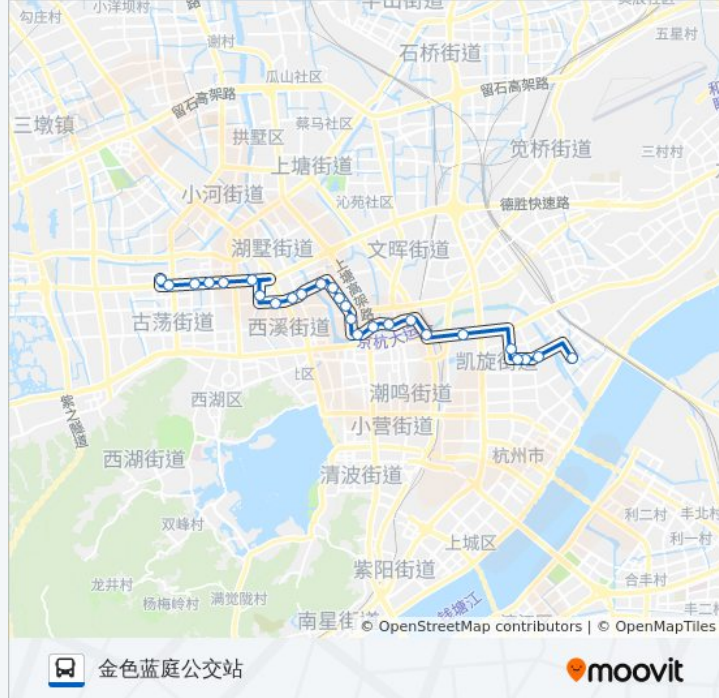 勾庄村
小洋坝村
半山街道
谢村
五星村
石桥街道
瓜山社区
留石高架路
留石高架路
三墩镇
蔡马社区
拱墅区
笕桥街道
三村村
上塘街道
小河街道
沁苑社区
德胜快速路
湖墅街道
文晖街道
上塘高架路
古荡街道
西溪街道
京杭大运
凯旋街道
西湖区
潮鸣街道
紫之隧道
小营街道
西湖街道
清波街道
杭州市
双峰村
利二村
丰北村
利一村
上城区
龙井村
紫阳街道
合丰村
杨梅岭村
满觉陇村
钱塘江
南星街道
丰二村
© OpenStreetMap contributors | © OpenMapTiles
金色蓝庭公交站
moovit